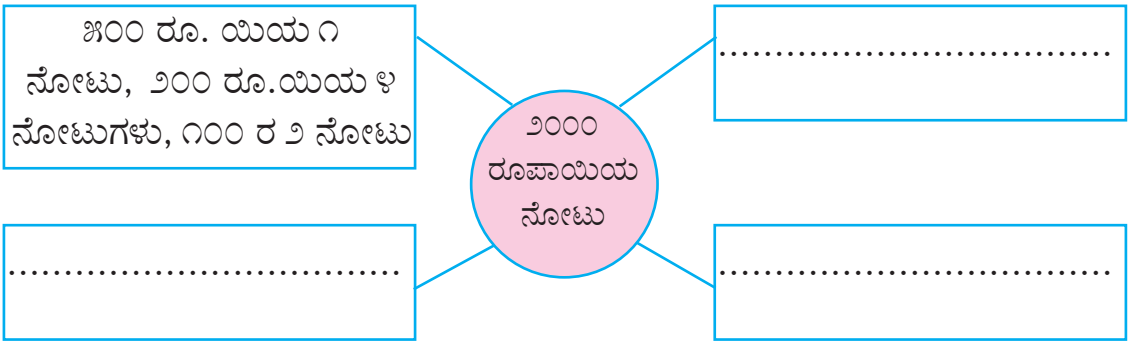 ೫೦೦ ರೂ. ಯಿಯ ೧
ನೋಟು, ೨೦೦ ರೂ.ಯಿಯ ೪
ನೋಟುಗಳು, ೧೦೦ ರ ೨ ನೋಟು
..................................
೨೦೦೦
ರೂಪಾಯಿಯ
ನೋಟು
..................................
..................................